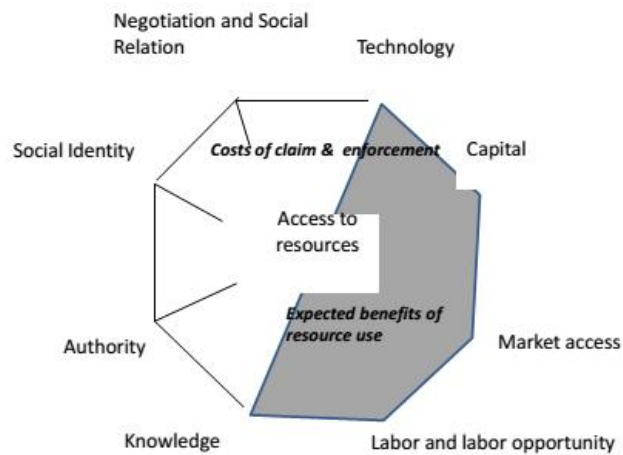 Negotiation and Social
Relation
Technology
Social Identity
Costs of claim & enforcement
Capital
Access to
resources
Expected benefits of
resource use
Authority
Market access
Knowledge
Labor and labor opportunity